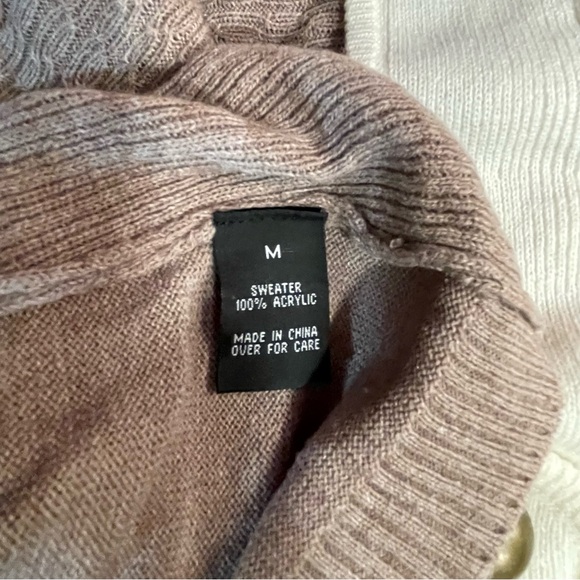 M
SWEATER
100% ACRYLIC
MADE IN CHINA
OVER FOR CARE